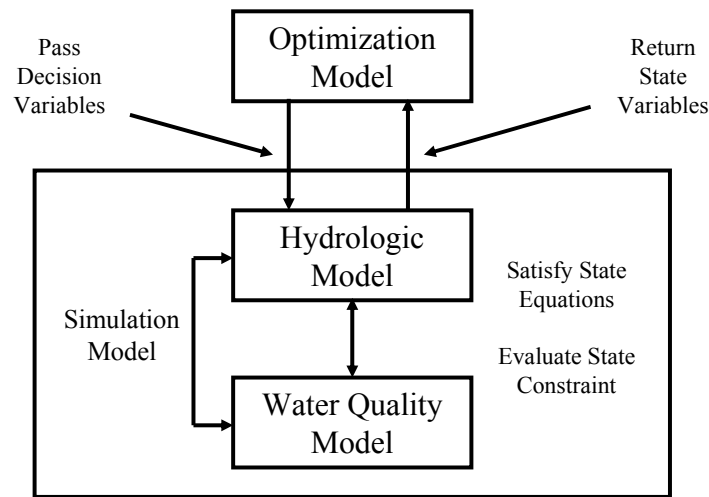 Pass
Decision
Variables
Optimization
Model
Return
State
Variables
Hydrologic
Model
Satisfy State
Equations
Simulation
Model
Evaluate State
Constraint
Water Quality
Model